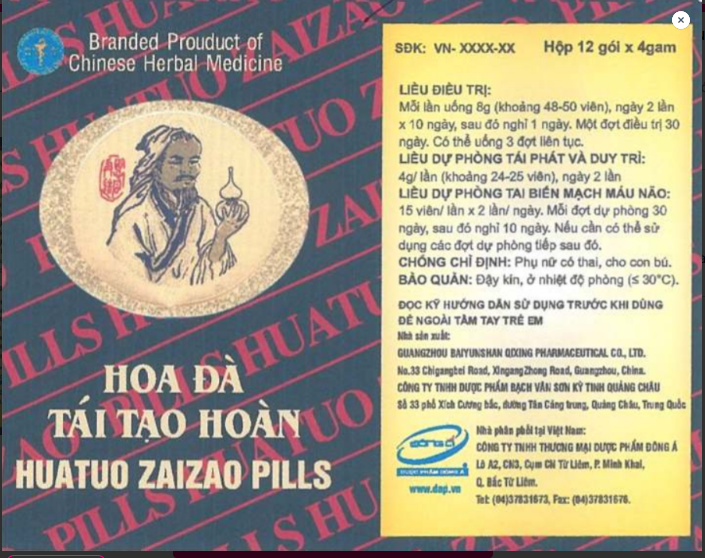 Branded Prouduct of
Chinese Herbal Medicine
HOA ĐÀ
TÁI TẠO HOÀN
HUATUO ZAIZAO PILLS
SĐK: VN- XXXX-XX Hộp 12 gói x 4gam
LIỀU ĐIỀU TRỊ:
Mỗi lần uống 8g (khoảng 48-50 viên), ngày 2 lần
x 10 ngày, sau đó nghỉ 1 ngày. Một đợt điều trị 30
ngày. Có thể uống 3 đợt liên tục.
LIỀU DỰ PHÒNG TÁI PHÁT VÀ DUY TRÌ:
4g/ lần (khoảng 24-25 viên), ngày 2 lần
LIỀU DỰ PHÒNG TAI BIẾN MẠCH MÁU NÃO:
15 viên/ lần x 2 lần/ ngày. Mỗi đợt dự phòng 30
ngày, sau đó nghỉ 10 ngày. Nếu cần có thể sử
dụng các đợt dự phòng tiếp sau đó.
CHỐNG CHỈ ĐỊNH: Phụ nữ có thai, cho con bú.
BẢO QUẢN: Đậy kín, ở nhiệt độ phòng (≤ 30°C).
ĐỌC KỸ HƯỚNG DẪN SỬ DỤNG TRƯỚC KHI DÙNG
ĐỂ NGOÀI TẦM TAY TRẺ EM
Nhà sản xuất:
GUANGZHOU BAIYUNSHAN QIXING PHARMACEUTICAL CO., LTD.
No.33 Chigangbei Road, XingangZhong Road, Guangzhou, China.
CÔNG TY TNHH DƯỢC PHẨM BẠCH VÂN SƠN KỲ TINH QUẢNG CHÂU
Số 33 phố Xích Cương bắc, đường Tân Cảng trung, Quảng Châu, Trung Quốc
Nhà phân phối tại Việt Nam:
CÔNG TY TNHH THƯƠNG MẠI DƯỢC PHẨM ĐÔNG Á
Lô A2, CN3, Cụm CN Từ Liêm, P. Minh Khai,
Q. Bắc Từ Liêm.
Tel: (04)37831673, Fax: (04)37831676.
DƯỢC PHẨM ĐÔNG Á
www.dap.vn